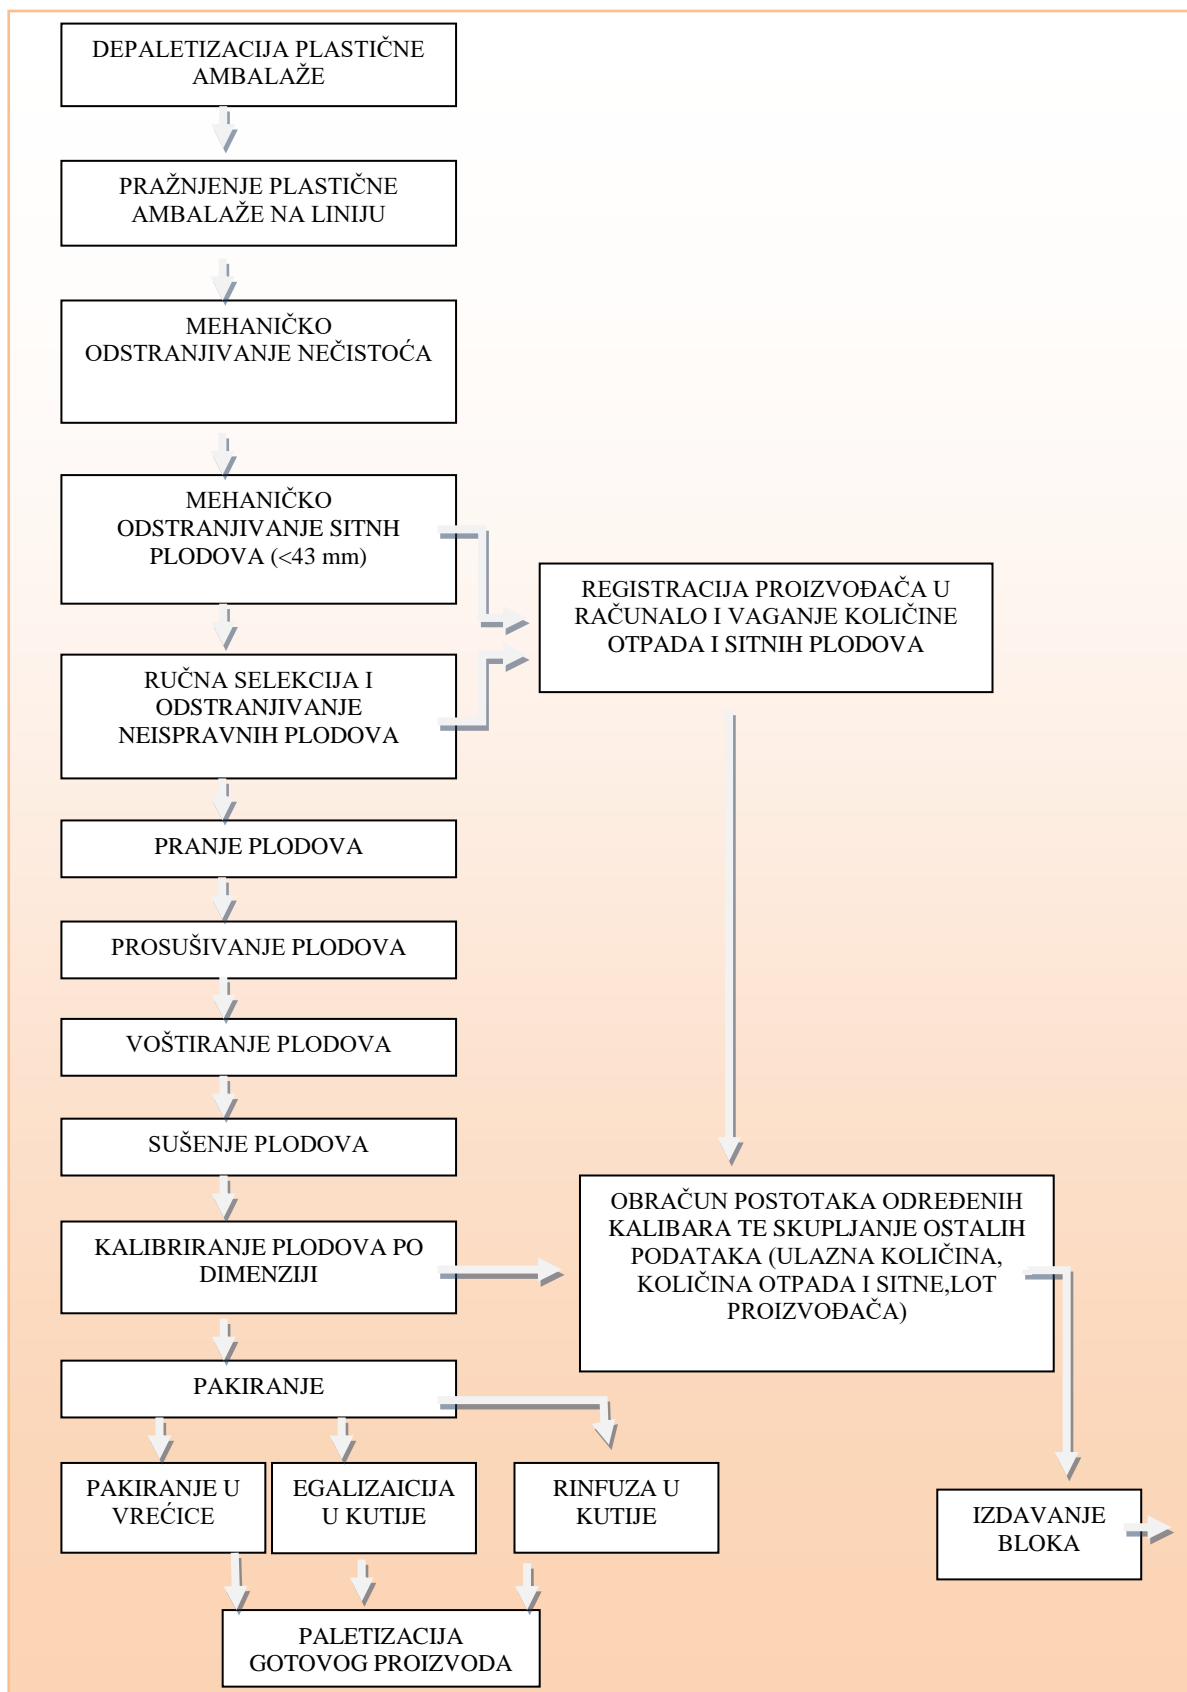 DEPALETIZACIJA PLASTIČNE
AMBALAŽE
PRAŽNJENJE PLASTIČNE
AMBALAŽE NA LINIJU
MEHANIČKO
ODSTRANJIVANJE NEČISTOĆA
MEHANIČKO
ODSTRANJIVANJE SITNH
PLODOVA (<43 mm)
REGISTRACIJA PROIZVOĐAČA U
RAČUNALO I VAGANJE KOLIČINE
OTPADA I SITNIH PLODOVA
RUČNA SELEKCIJA I
ODSTRANJIVANJE
NEISPRAVNIH PLODOVA
PRANJE PLODOVA
PROSUŠIVANJE PLODOVA
VOŠTIRANJE PLODOVA
SUŠENJE PLODOVA
KALIBRIRANJE PLODOVA PO
DIMENZIJI
OBRAČUN POSTOTAKA ODREĐENIH
KALIBARA TE SKUPLJANJE OSTALIH
PODATAKA (ULAZNA KOLIČINA,
KOLIČINA OTPADA I SITNE,LOT
PROIZVOĐAČA)
PAKIRANJE
PAKIRANJE U
VREĆICE
EGALIZAICIJA
U KUTIJE
RINFUZA U
KUTIJE
IZDAVANJE
BLOKA
PALETIZACIJA
GOTOVOG PROIZVODA